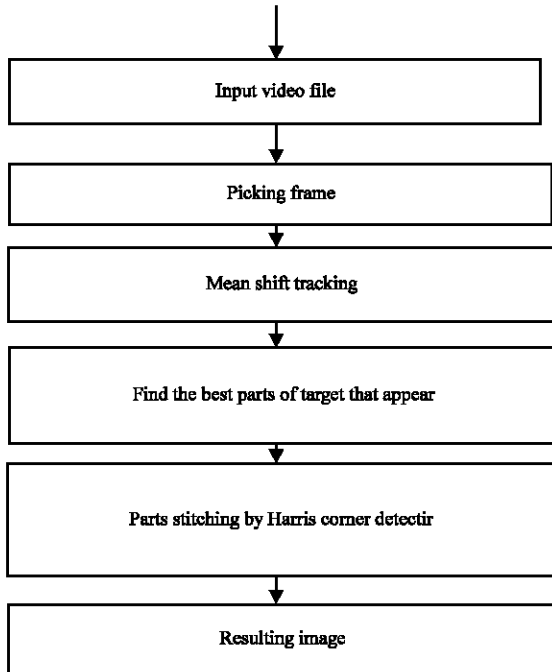 Input video file
Picking frame
Mean shift tracking
Find the best parts of target that appear
Parts stitching by Harris corner detectir
Resulting image